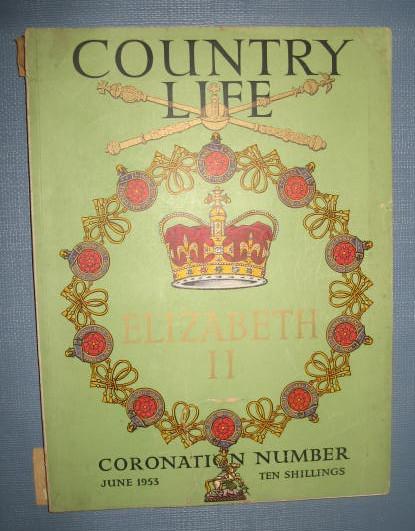 COUNTRY
LIFE
ELIZABETH
II
CORONATION NUMBER
JUNE 1953 TEN SHILLINGS